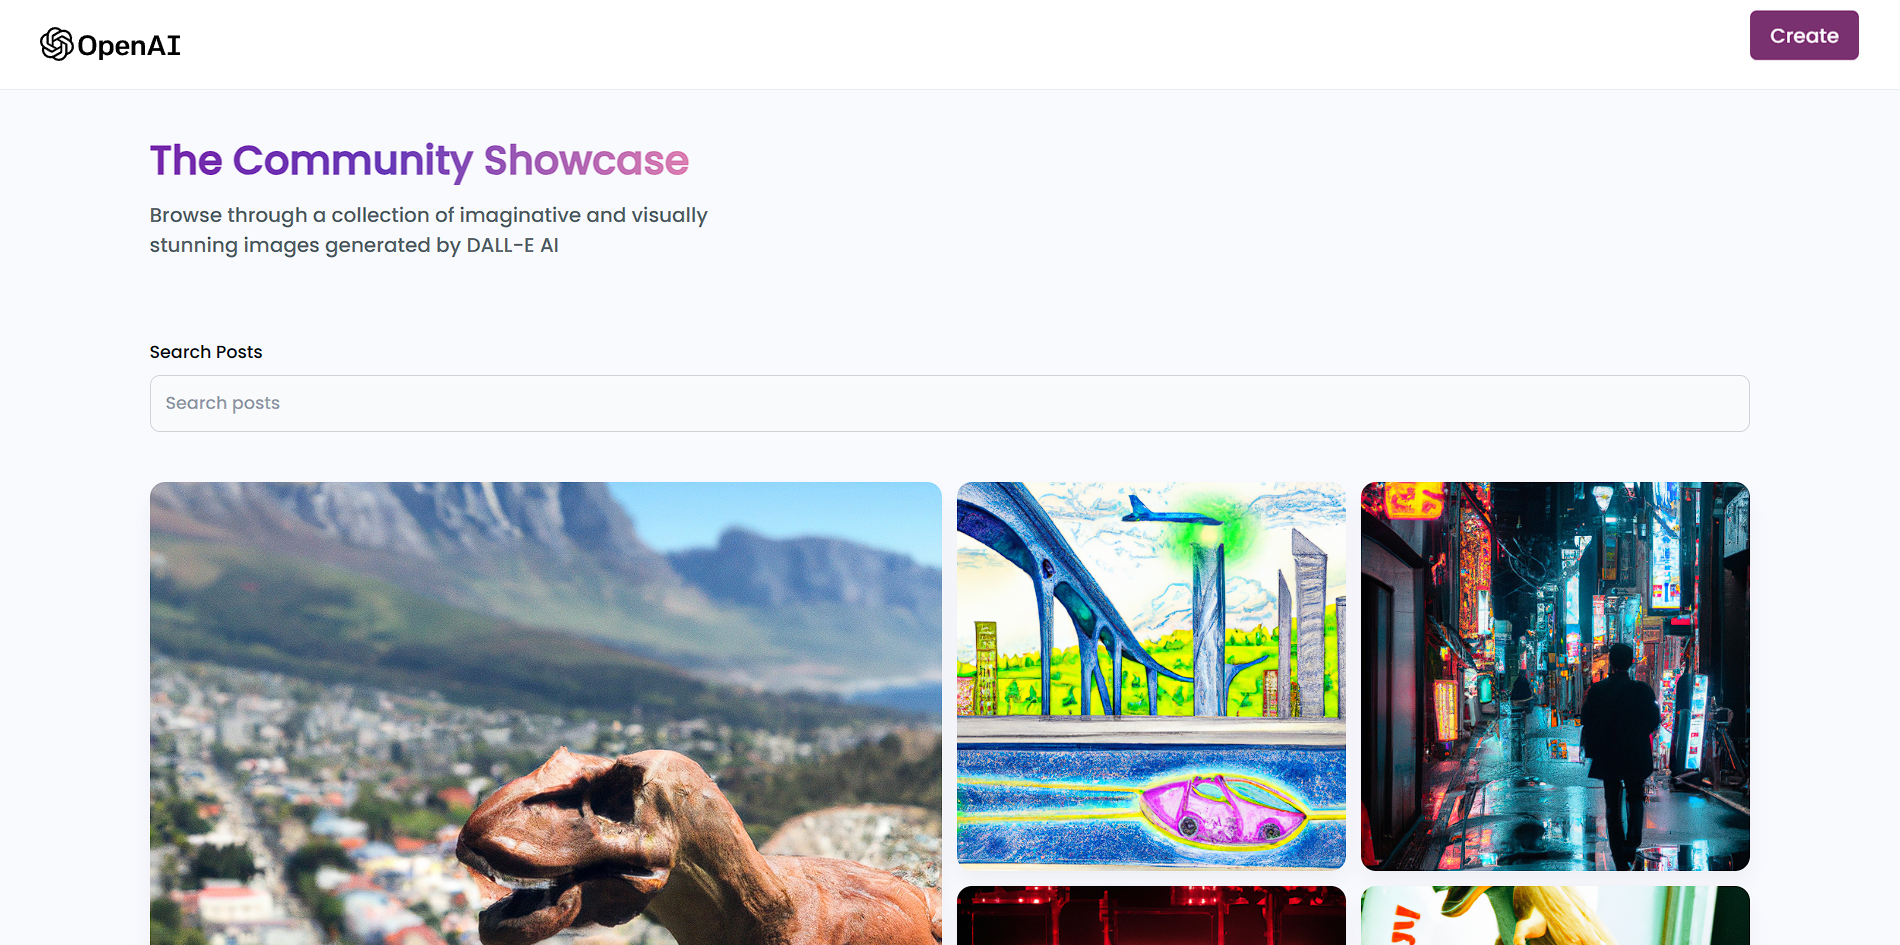 OpenAI
Create
The Community Showcase
Browse through a collection of imaginative and visually
stunning images generated by DALL-E AI
Search Posts
Search posts